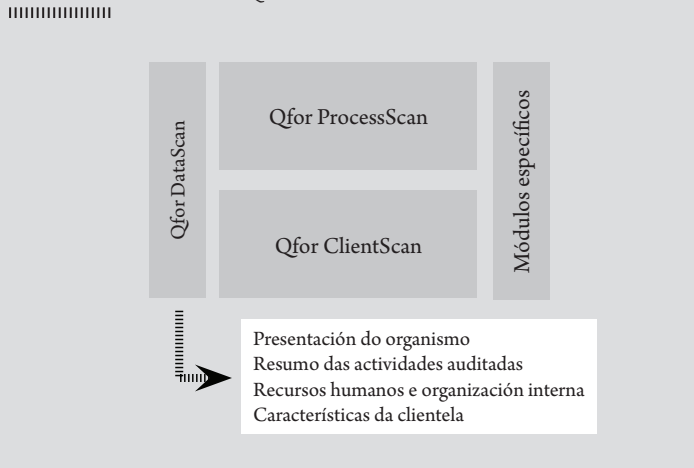 Qfor DataScan
Qfor ProcessScan
Qfor ClientScan
Módulos específicos
Presentación do organismo
Resumo das actividades auditadas
Recursos humanos e organización interna
Características da clientela